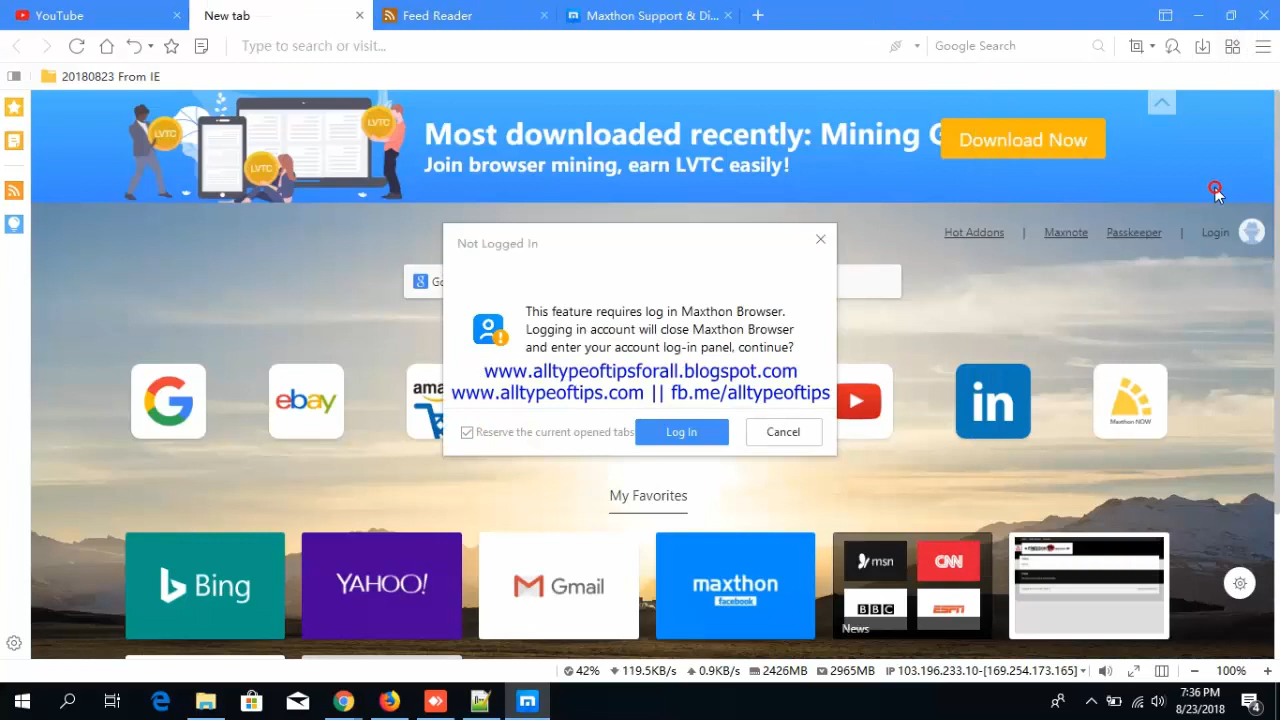 YouTube
New tab
Feed Reader
Maxthon Support & Di...
Type to search or visit...
Google Search
20180823 From IE
LVTC
LVTC
LVTC
Most downloaded recently: Mining G
Download Now
Join browser mining, earn LVTC easily!
Hot Addons | Maxnote Passkeeper | Login
Not Logged In
This feature requires log in Maxthon Browser.
Logging in account will close Maxthon Browser
and enter your account log-in panel, continue?
www.alltypeoftipsforall.blogspot.com
www.alltypeoftips.com || fb.me/alltypeoftips
Reserve the current opened tabs
Log In
Cancel
ebay
ama
in
Maxthon NOW
My Favorites
Bing
YAHOO!
Gmail
maxthon
facebook
msn
CNN
BBC
ESPN
News
42% 119.5KB/s 0.9KB/s 2426MB 2965MB IP 103.196.233.10-[169.254.173.165] 100%
7:36 PM
8/23/2018
4